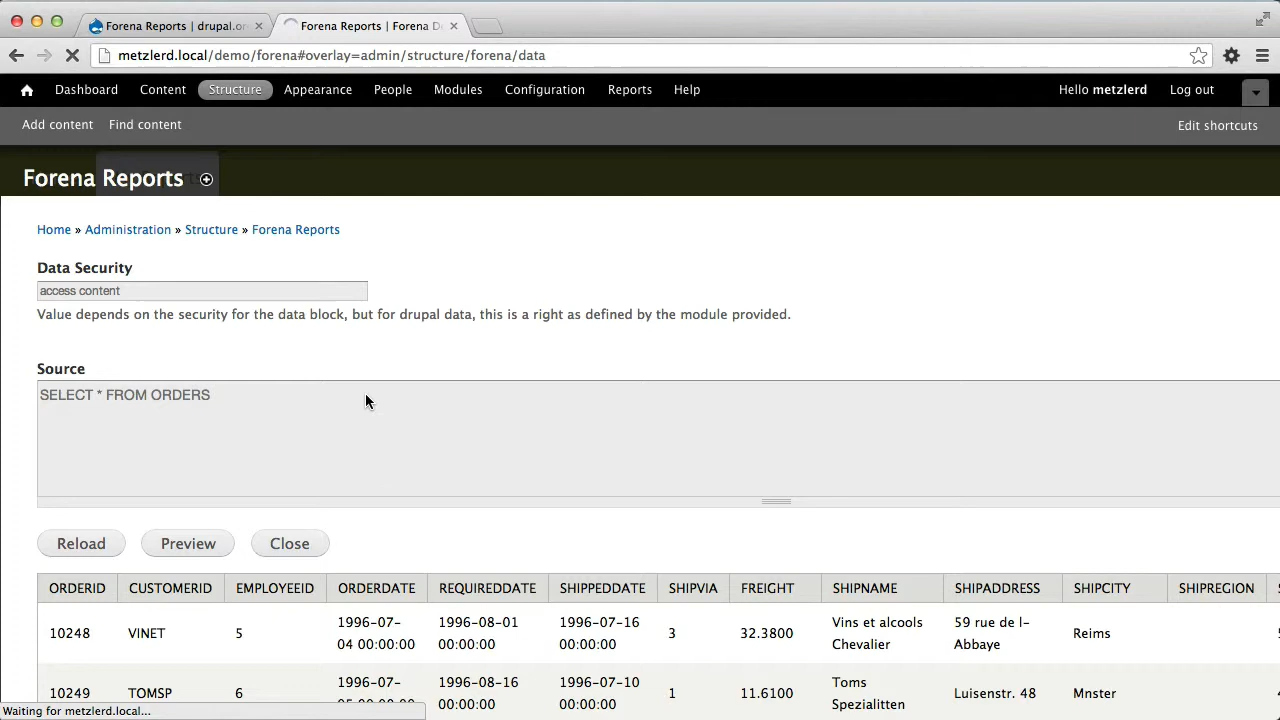 Forena Reports | drupal.or
Forena Reports | Forena D
metzlerd.local/demo/forena#overlay=admin/structure/forena/data
Dashboard Content Structure Appearance People Modules Configuration Reports Help Hello metzlerd Log out
Add content Find content Edit shortcuts
Forena Reports
Home » Administration » Structure » Forena Reports
Data Security
access content
Value depends on the security for the data block, but for drupal data, this is a right as defined by the module provided.
Source
SELECT * FROM ORDERS
Reload Preview Close
ORDERID CUSTOMERID EMPLOYEEID ORDERDATE REQUIREDDATE SHIPPEDDATE SHIPVIA FREIGHT SHIPNAME SHIPADDRESS SHIPCITY SHIPREGION
1996-07- 1996-08-01 1996-07-16 Vins et alcools 59 rue de l-
10248 VINET 5 3 32.3800 Reims
04 00:00:00 00:00:00 00:00:00 Chevalier Abbaye
1996-07- 1996-08-16 1996-07-10 Toms
10249 TOMSP 6 1 11.6100 Luisenstr. 48 Mnster
05 00:00:00 00:00:00 00:00:00 Spezialitten
Waiting for metzlerd.local...